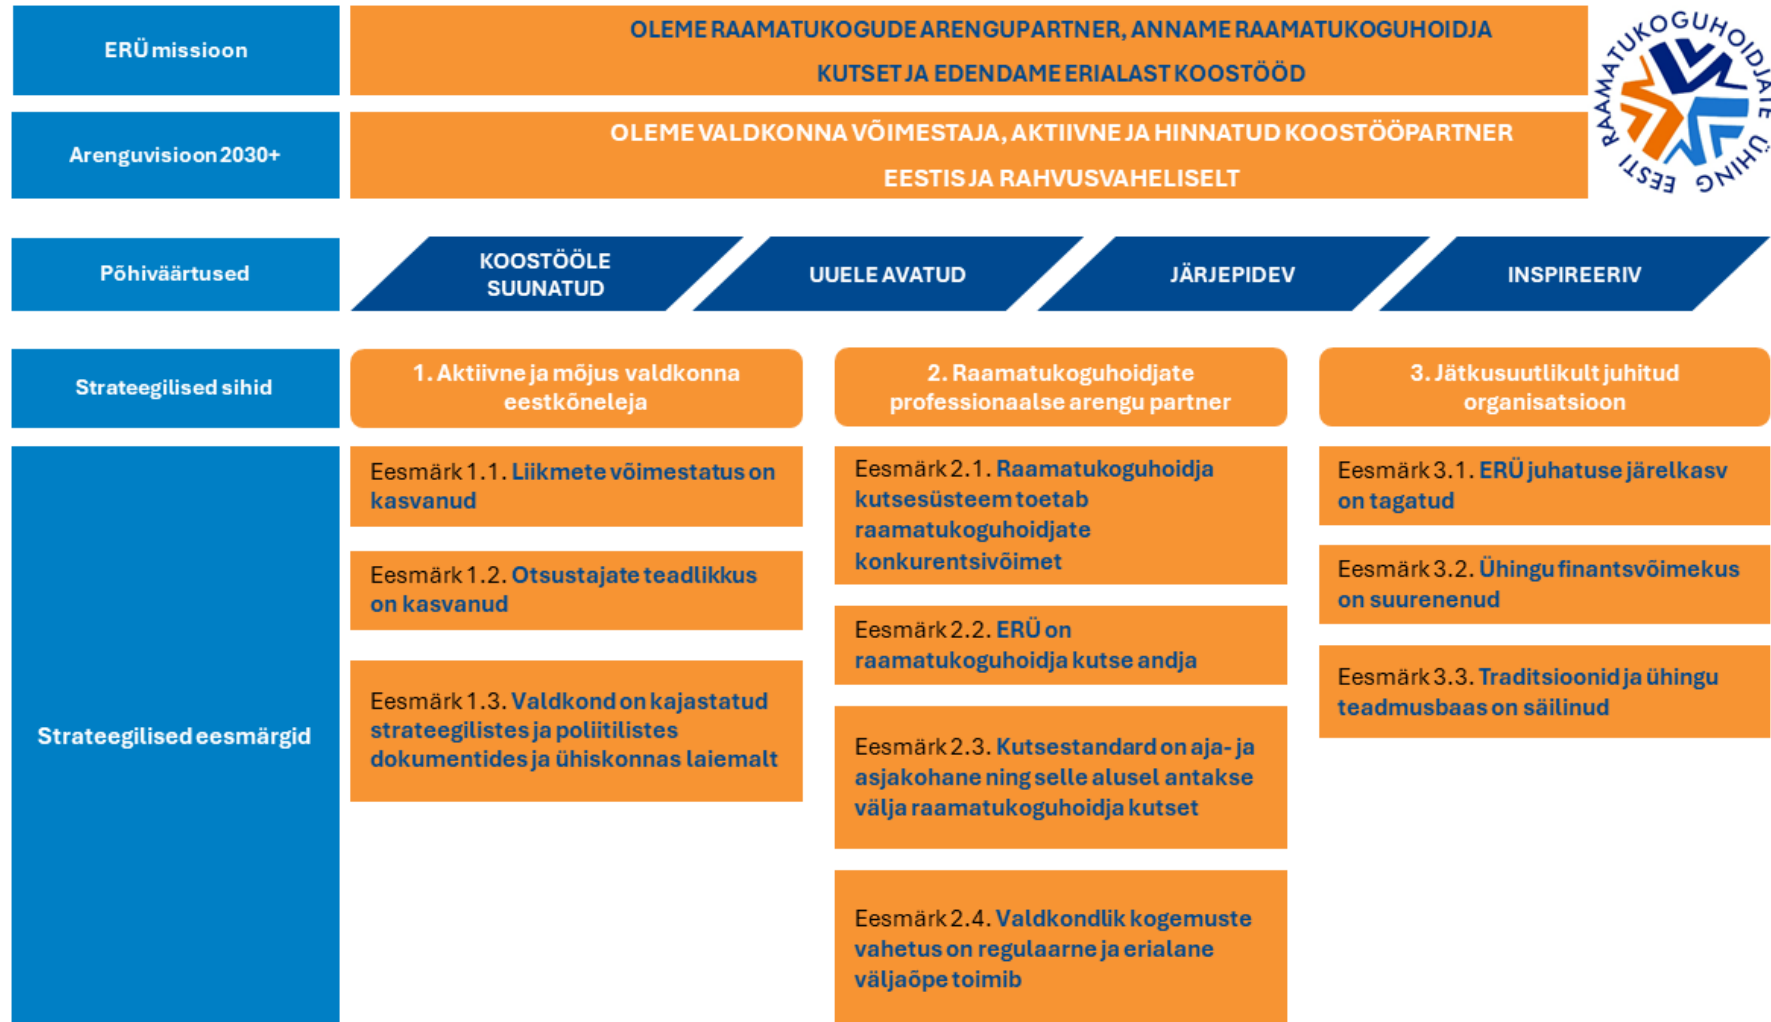 ERÜ missioon
OLEME RAAMATUKOGUDE ARENGUPARTNER, ANNAME RAAMATUKOGUHOIDJA
KUTSET JA EDENDAME ERIALAST KOOSTÖÖD
EESTI RAAMATUKOGUHOIDJATE ÜHING
Arenguvisioon 2030+
OLEME VALDKONNA VÕIMESTAJA, AKTIIVNE JA HINNATUD KOOSTÖÖPARTNER
EESTIS JA RAHVUSVAHELISELT
Põhiväärtused
KOOSTÖÖLE
SUUNATUD
UUELE AVATUD
JÄRJEPIDEV
INSPIREERIV
Strateegilised sihid
1. Aktiivne ja mõjus valdkonna
eestkõneleja
2. Raamatukoguhoidjate
professionaalse arengu partner
3. Jätkusuutlikult juhitud
organisatsioon
Strateegilised eesmärgid
Eesmärk 1.1. Liikmete võimestatus on
kasvanud
Eesmärk 1.2. Otsustajate teadlikkus
on kasvanud
Eesmärk 1.3. Valdkond on kajastatud
strateegilistes ja poliitilistes
dokumentides ja ühiskonnas laiemalt
Eesmärk 2.1. Raamatukoguhoidja
kutsesüsteem toetab
raamatukoguhoidjate
konkurentsivõimet
Eesmärk 2.2. ERÜ on
raamatukoguhoidja kutse andja
Eesmärk 2.3. Kutsestandard on aja- ja
asjakohane ning selle alusel antakse
välja raamatukoguhoidja kutset
Eesmärk 2.4. Valdkondlik kogemuste
vahetus on regulaarne ja erialane
väljaõpe toimib
Eesmärk 3.1. ERÜ juhatuse järelkasv
on tagatud
Eesmärk 3.2. Ühingu finantsvõimekus
on suurenenud
Eesmärk 3.3. Traditsioonid ja ühingu
teadmusbaas on säilinud